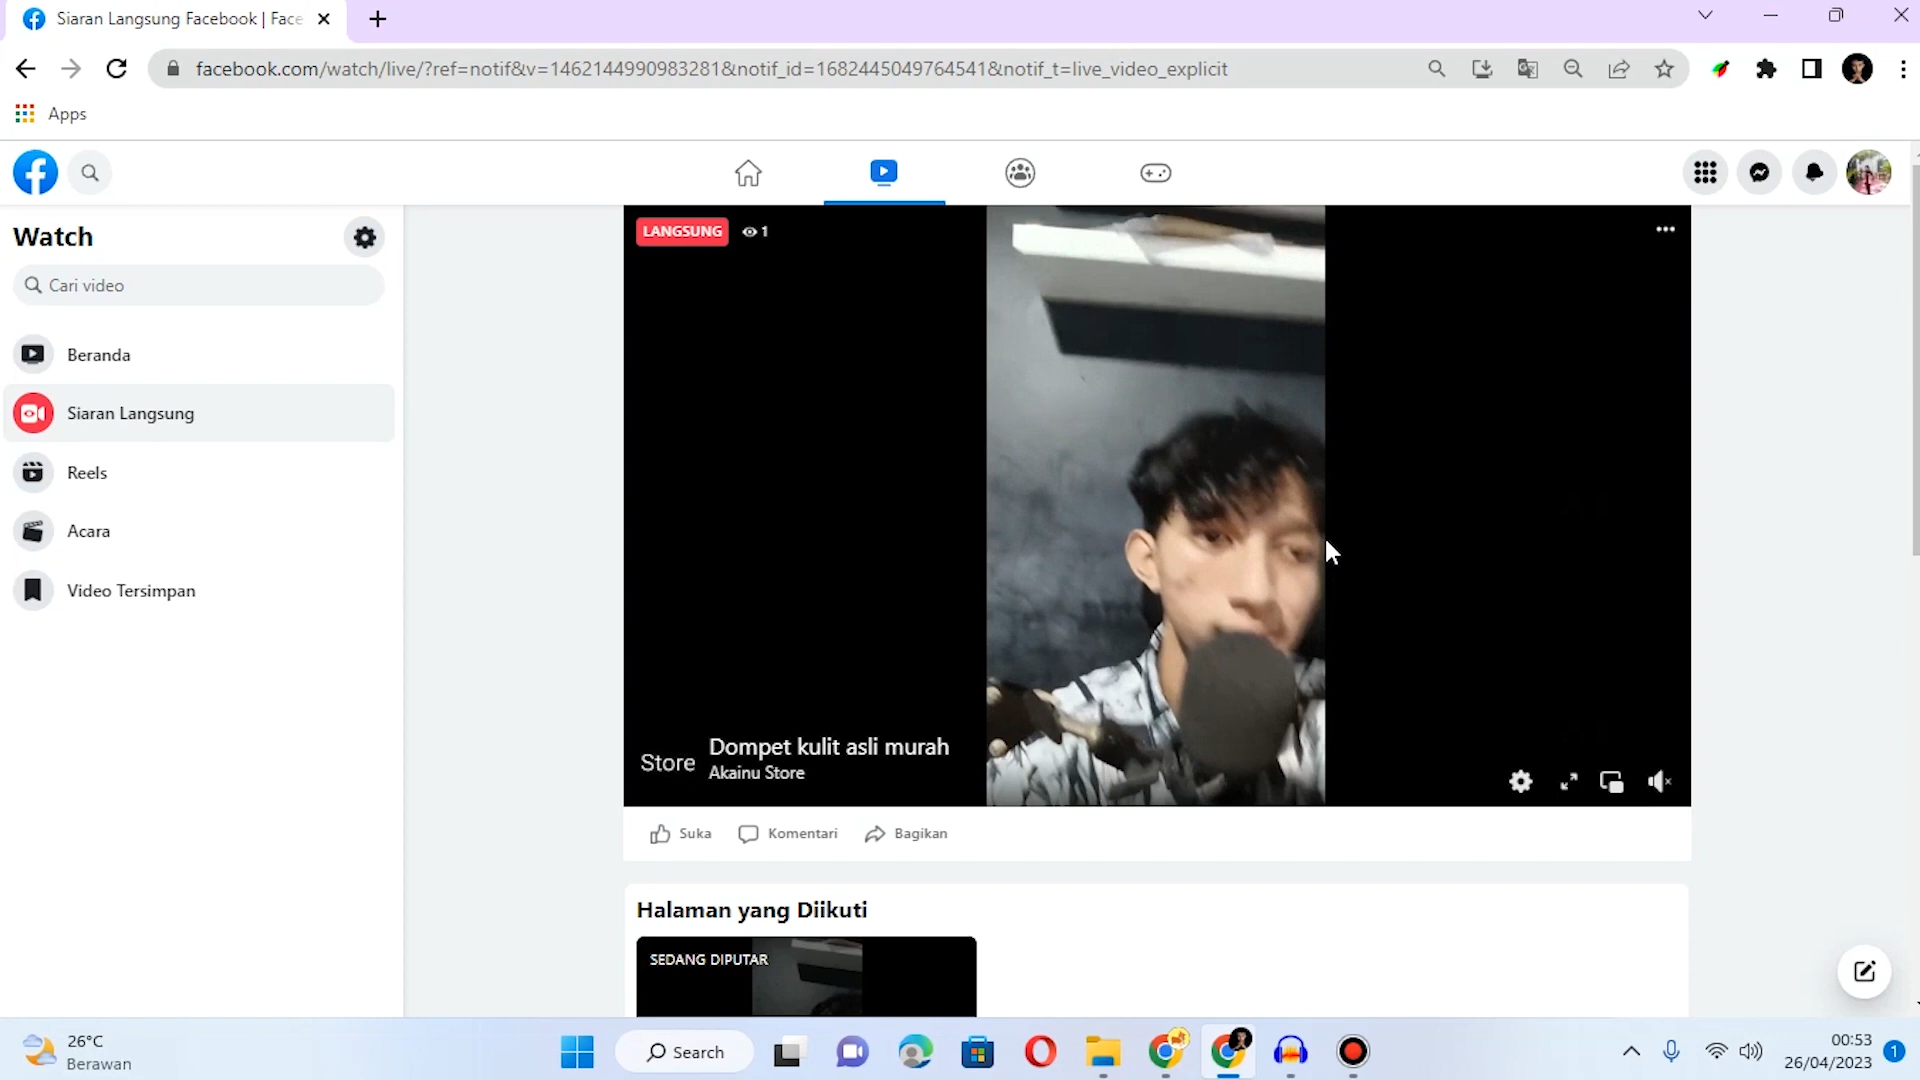 Siaran Langsung Facebook | Face
facebook.com/watch/live/?ref=notif&v=1462144990983281&notif_id=1682445049764541&notif_t=live_video_explicit
Apps
Watch
Cari video
Beranda
Siaran Langsung
Reels
Acara
Video Tersimpan
LANGSUNG
1
Store
Dompet kulit asli murah
Akainu Store
Suka
Komentari
Bagikan
Halaman yang Diikuti
SEDANG DIPUTAR
26°C
Berawan
Search
00:53
26/04/2023
1